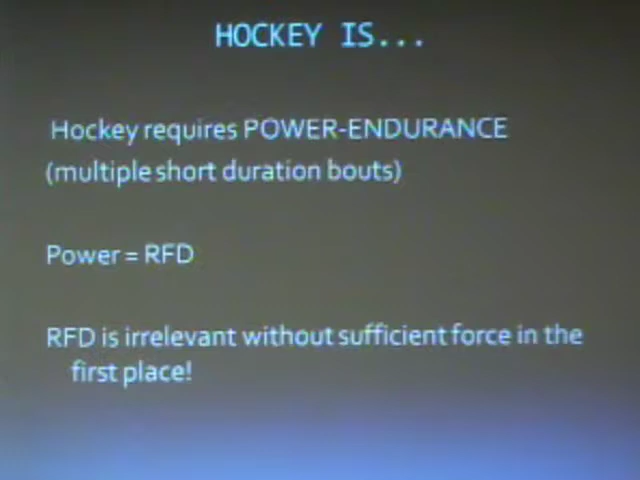 HOCKEY IS...
Hockey requires POWER-ENDURANCE
(multiple short duration bouts)
Power = RFD
RFD is irrelevant without sufficient force in the
first place!